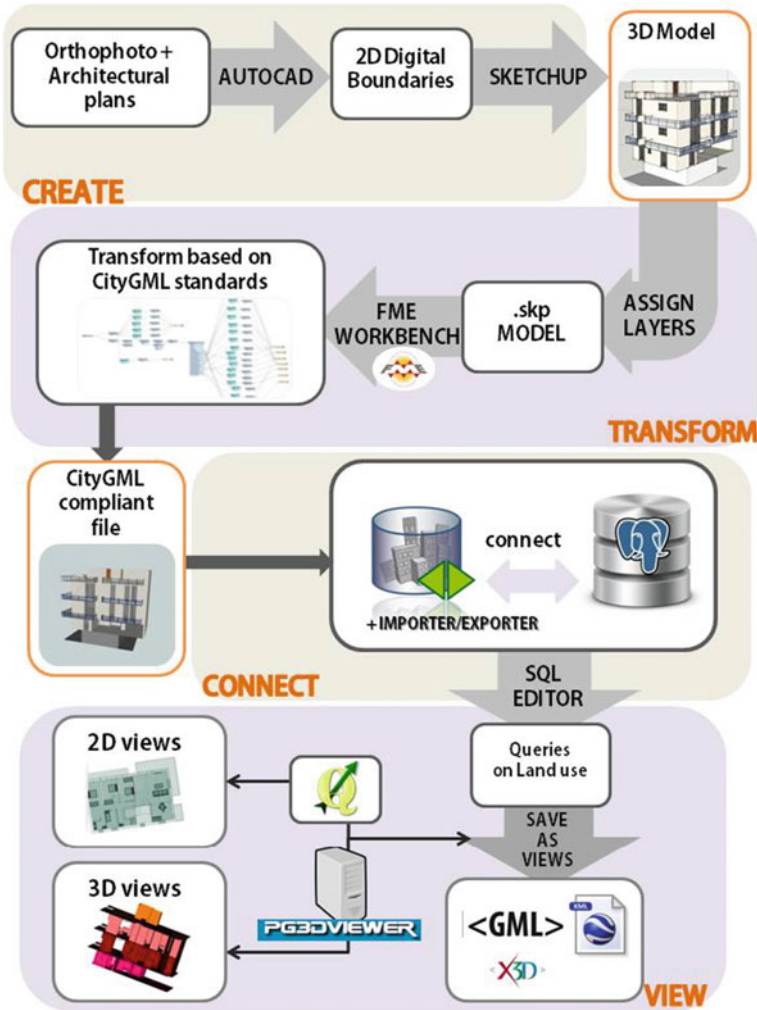 Orthophoto +
Architectural
plans
AUTOCAD
2D Digital
Boundaries
SKETCHUP
3D Model
CREATE
Transform based on
CityGML standards
FME
WORKBENCH
FME
.skp
MODEL
ASSIGN
LAYERS
TRANSFORM
CityGML
compliant
file
connect
+ IMPORTER/EXPORTER
CONNECT
SQL
EDITOR
2D views
Queries
on Land use
Q
SAVE
AS
VIEWS
3D views
PG3DVIEWER
<GML>
XML
<X3D>
VIEW